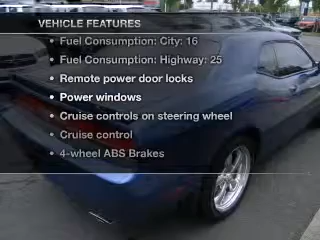 VEHICLE FEATURES
• Fuel Consumption: City: 16
• Fuel Consumption: Highway: 25
• Remote power door locks
• Power windows
• Cruise controls on steering wheel
• Cruise control
• 4-wheel ABS Brakes